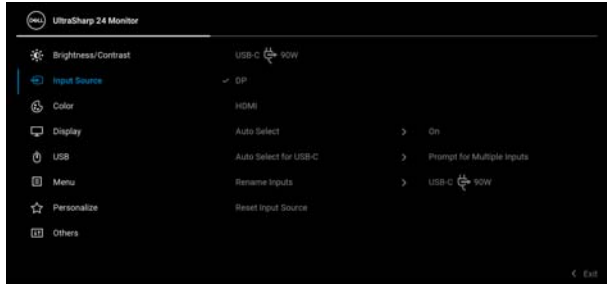 DELL UltraSharp 24 Monitor
Brightness/Contrast USB-C 90W
Input Source ✓ DP
Color HDMI
Display Auto Select > On
USB Auto Select for USB-C > Prompt for Multiple Inputs
Menu Rename Inputs > USB-C 90W
Personalize Reset Input Source
Others
< Exit